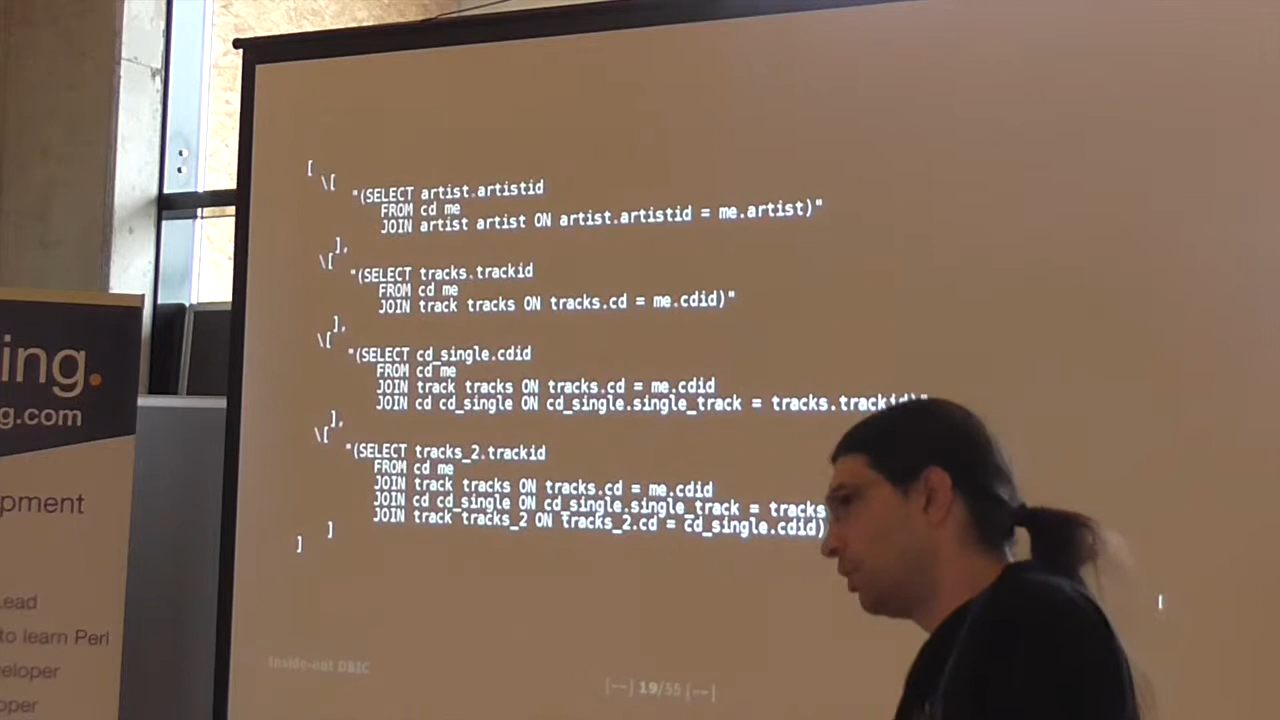 [
\[
"(SELECT artist.artistid
FROM cd me
JOIN artist artist ON artist.artistid = me.artist)"
],
\[
"(SELECT tracks.trackid
FROM cd me
JOIN track tracks ON tracks.cd = me.cdid)"
],
\[
"(SELECT cd_single.cdid
FROM cd me
JOIN track tracks ON tracks.cd = me.cdid
JOIN cd cd_single ON cd_single.single_track = tracks.trackid)"
],
\[
"(SELECT tracks_2.trackid
FROM cd me
JOIN track tracks ON tracks.cd = me.cdid
JOIN cd cd_single ON cd_single.single_track = tracks
JOIN track tracks_2 ON tracks_2.cd = cd_single.cdid)
]
]
Inside-out DBIC
[--] 19/55 [--]
ing.
g.com
pment
Lead
to learn Perl
eloper
oper